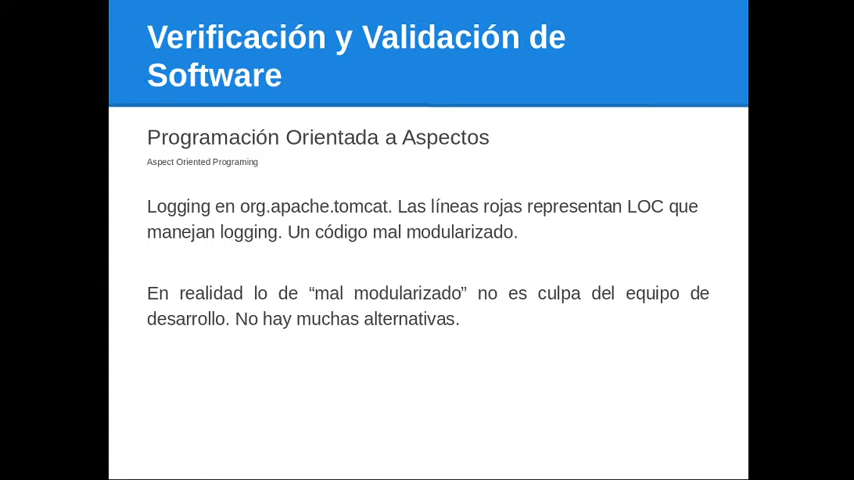 Verificación y Validación de
Software
Programación Orientada a Aspectos
Aspect Oriented Programing
Logging en org.apache.tomcat. Las líneas rojas representan LOC que
manejan logging. Un código mal modularizado.
En realidad lo de “mal modularizado” no es culpa del equipo de
desarrollo. No hay muchas alternativas.